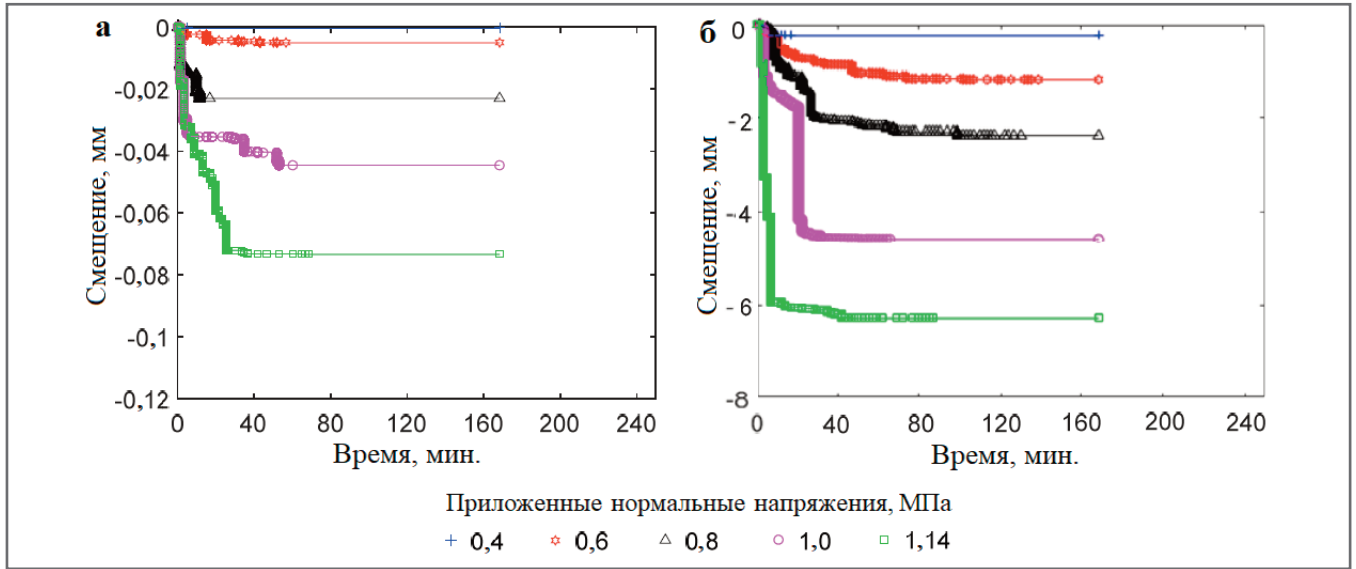 а
0
-0,02
-0,04
-0,06
-0,08
-0,1
-0,12
Смещение, мм
0 40 80 120 160 200 240
Время, мин.
б
0
-2
-4
-6
-8
Смещение, мм
0 40 80 120 160 200 240
Время, мин.
Приложенные нормальные напряжения, МПа
0,4 0,6 0,8 1,0 1,14